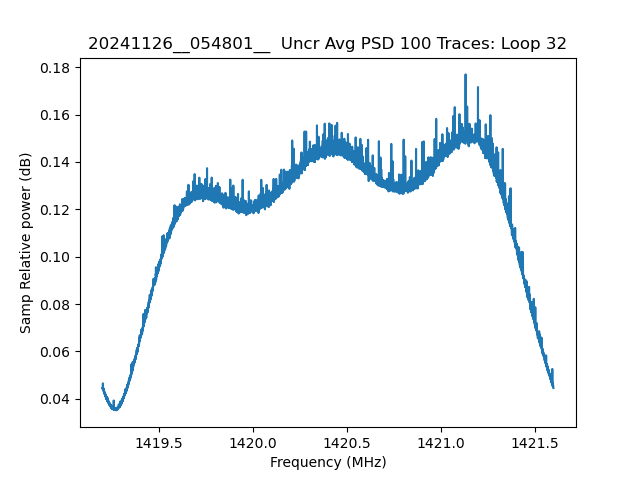 20241126__054801__  Uncr Avg PSD 100 Traces: Loop 32
Samp Relative power (dB)
0.18
0.16
0.14
0.12
0.10
0.08
0.06
0.04
1419.5 1420.0 1420.5 1421.0 1421.5
Frequency (MHz)